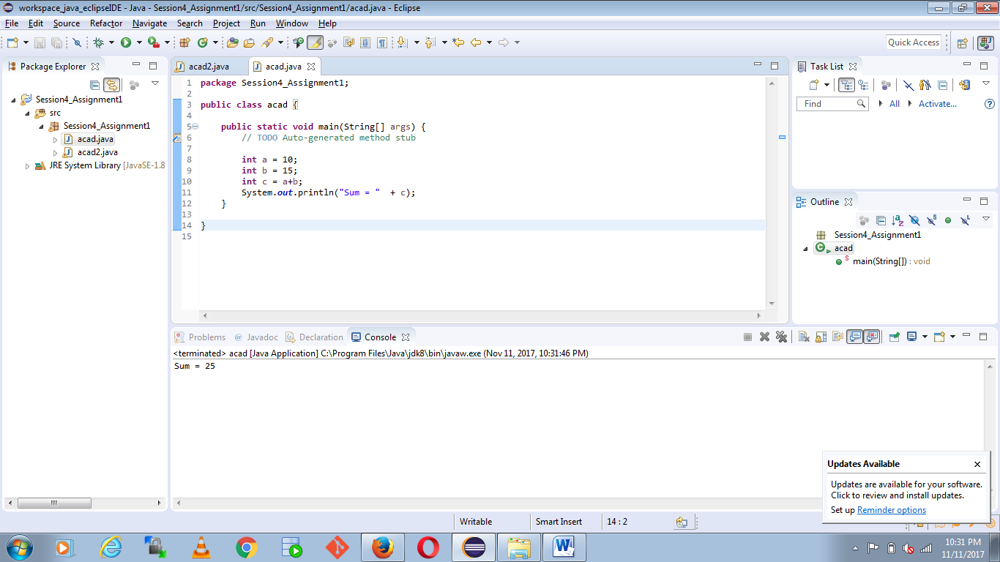 workspace_java_eclipseIDE - Java - Session4_Assignment1/src/Session4_Assignment1/acad.java - Eclipse
File Edit Source Refactor Navigate Search Project Run Window Help
Quick Access
Package Explorer
Session4_Assignment1
src
Session4_Assignment1
acad.java
acad2.java
JRE System Library [JavaSE-1.8
acad2.java acad.java
1 package Session4_Assignment1;
2
3 public class acad {
4
5 public static void main(String[] args) {
6 // TODO Auto-generated method stub
7
8 int a = 10;
9 int b = 15;
10 int c = a+b;
11 System.out.println("Sum = " + c);
12 }
13
14 }
15
Task List
Find All Activate...
Outline
Session4_Assignment1
acad
main(String[]) : void
Problems Javadoc Declaration Console
<terminated> acad [Java Application] C:\Program Files\Java\jdk8\bin\javaw.exe (Nov 11, 2017, 10:31:46 PM)
Sum = 25
Updates Available
Updates are available for your software.
Click to review and install updates.
Set up Reminder options
Writable Smart Insert 14 : 2
10:31 PM
11/11/2017